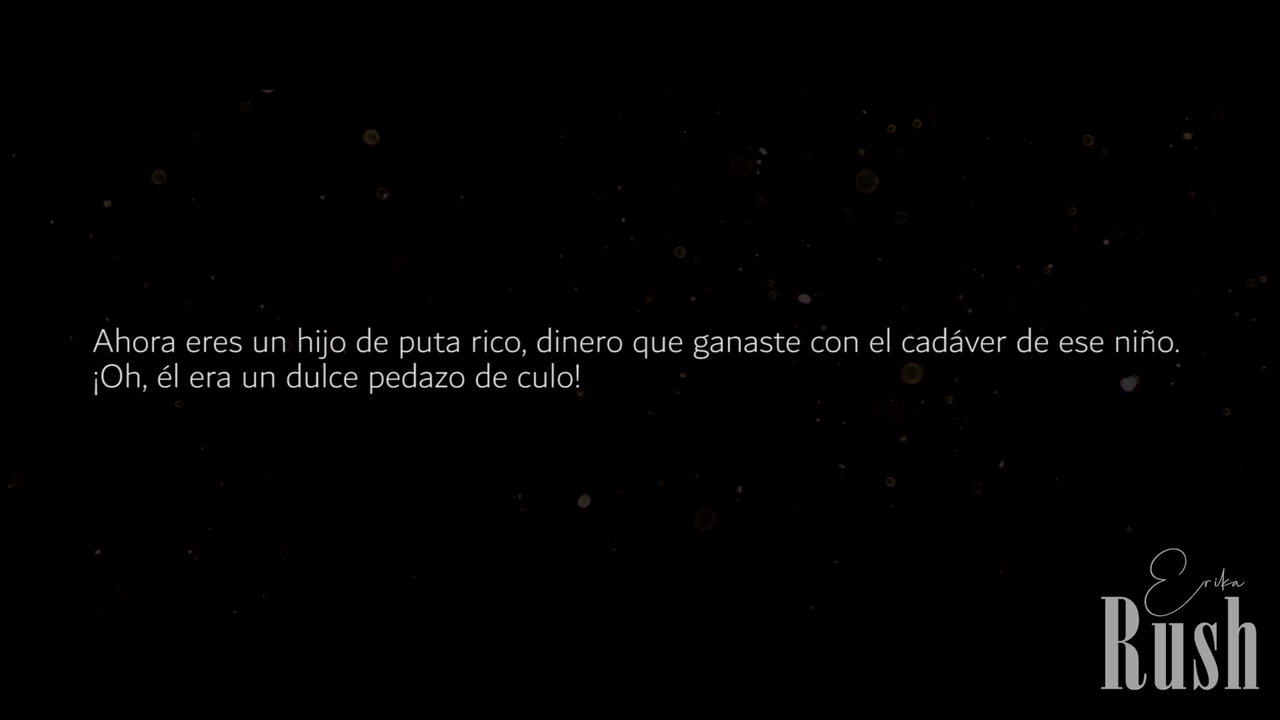 Ahora eres un hijo de puta rico, dinero que ganaste con el cadáver de ese niño.
¡Oh, él era un dulce pedazo de culo!
Erika
Rush